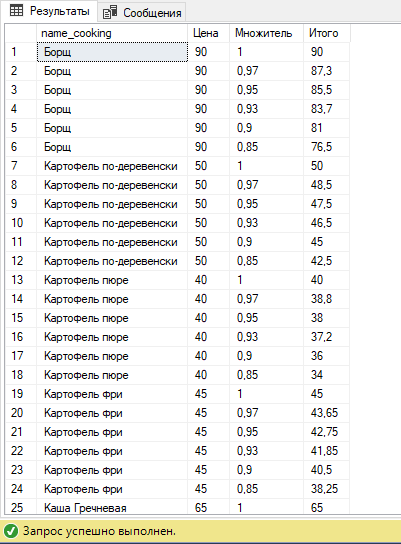 Результаты Сообщения
name_cooking Цена Множитель Итого
1 Борщ 90 1 90
2 Борщ 90 0,97 87,3
3 Борщ 90 0,95 85,5
4 Борщ 90 0,93 83,7
5 Борщ 90 0,9 81
6 Борщ 90 0,85 76,5
7 Картофель по-деревенски 50 1 50
8 Картофель по-деревенски 50 0,97 48,5
9 Картофель по-деревенски 50 0,95 47,5
10 Картофель по-деревенски 50 0,93 46,5
11 Картофель по-деревенски 50 0,9 45
12 Картофель по-деревенски 50 0,85 42,5
13 Картофель пюре 40 1 40
14 Картофель пюре 40 0,97 38,8
15 Картофель пюре 40 0,95 38
16 Картофель пюре 40 0,93 37,2
17 Картофель пюре 40 0,9 36
18 Картофель пюре 40 0,85 34
19 Картофель фри 45 1 45
20 Картофель фри 45 0,97 43,65
21 Картофель фри 45 0,95 42,75
22 Картофель фри 45 0,93 41,85
23 Картофель фри 45 0,9 40,5
24 Картофель фри 45 0,85 38,25
25 Каша Гречневая 65 1 65
Запрос успешно выполнен.